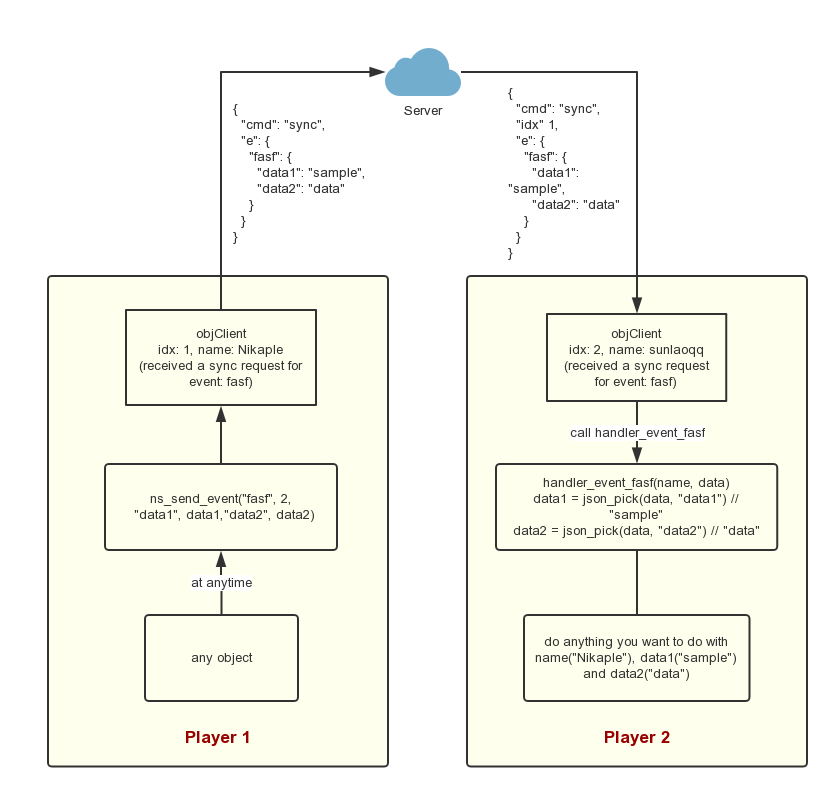 Server
{
"cmd": "sync",
"e": {
"fasf": {
"data1": "sample",
"data2": "data"
}
}
}
{
"cmd": "sync",
"idx" 1,
"e": {
"fasf": {
"data1":
"sample",
"data2": "data"
}
}
}
objClient
idx: 1, name: Nikaple
(received a sync request for
event: fasf)
ns_send_event("fasf", 2,
"data1", data1,"data2", data2)
at anytime
any object
Player 1
objClient
idx: 2, name: sunlaoqq
(received a sync request
for event: fasf)
call handler_event_fasf
handler_event_fasf(name, data)
data1 = json_pick(data, "data1") //
"sample"
data2 = json_pick(data, "data2") // "data"
do anything you want to do with
name("Nikaple"), data1("sample")
and data2("data")
Player 2